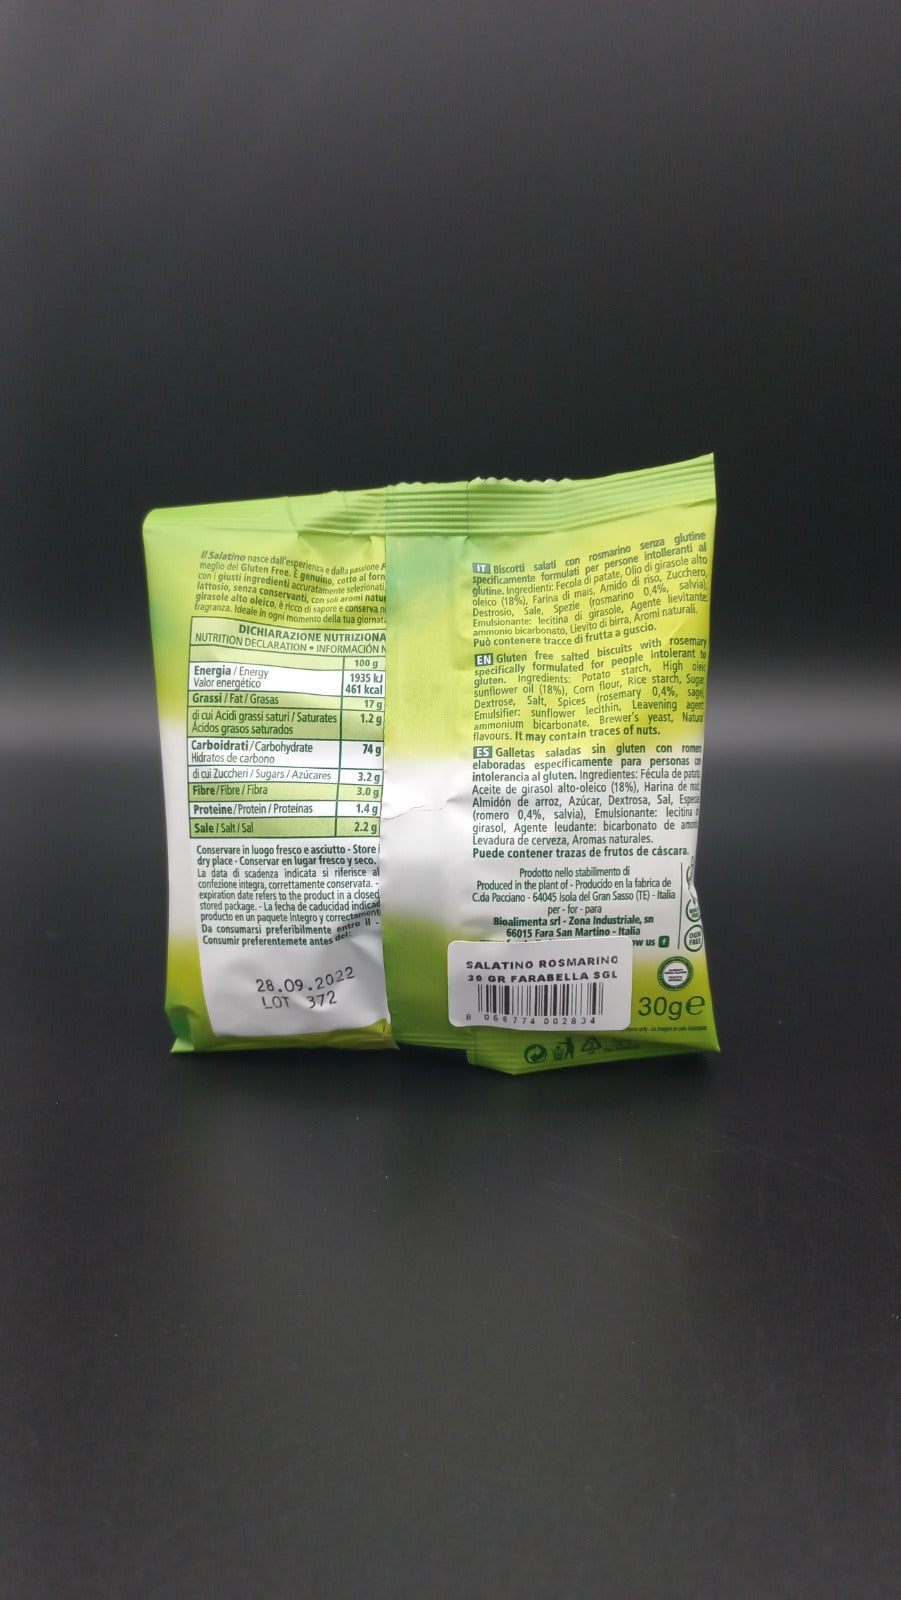 Il Salatino nasce dall'esperienza e dalla passione
meglio del Gluten Free. È genuino, cotto al forn
con i giusti ingredienti accuratamente selezionati,
lattosio, senza conservanti, con soli aromi natur
girasole alto oleico, è ricco di sapore e conserva
fragranza. Ideale in ogni momento della tua giornat
DICHIARAZIONE NUTRIZIONA
NUTRITION DECLARATION • INFORMACIÓN N
100 g
Energia / Energy
Valor energético
1935 kJ
461 kcal
Grassi / Fat / Grasas 17 g
di cui Acidi grassi saturi / Saturates
Ácidos grasos saturados
1.2 g
Carboidrati / Carbohydrate
Hidratos de carbono
74 g
di cui Zuccheri / Sugars / Azúcares 3.2 g
Fibre / Fibre / Fibra 3.0 g
Proteine / Protein / Proteínas 1.4 g
Sale / Salt / Sal 2.2 g
Conservare in luogo fresco e asciutto - Store
dry place - Conservar en lugar fresco y seco.
La data di scadenza indicata si riferisce al
confezione integra, correttamente conservata. -
expiration date refers to the product in a closed
stored package. - La fecha de caducidad indicad
producto en un paquete integro y correctament
Da consumarsi preferibilmente entro il -
Consumir preferentemete antes del:
28.09.2022
LOT 372
IT Biscotti salati con rosmarino senza glutine
specificamente formulati per persone intolleranti al
glutine. Ingredienti: Fecola di patate, Olio di girasole alto
oleico (18%), Farina di mais, Amido di riso, Zucchero,
Destrosio, Sale, Spezie (rosmarino 0,4%, salvia),
Emulsionante: lecitina di girasole, Agente lievitante:
ammonio bicarbonato, Lievito di birra, Aromi naturali.
Può contenere tracce di frutta a guscio.
EN Gluten free salted biscuits with rosemary
specifically formulated for people intolerant to
gluten. Ingredients: Potato starch, High oleic
sunflower oil (18%), Corn flour, Rice starch, Sugar,
Dextrose, Salt, Spices (rosemary 0,4%, sage)
Emulsifier: sunflower lecithin, Leavening agent:
ammonium bicarbonate, Brewer's yeast, Natural
flavours. It may contain traces of nuts.
ES Galletas saladas sin gluten con romer
elaboradas específicamente para personas con
intolerancia al gluten. Ingredientes: Fécula de patata,
Aceite de girasol alto-oleico (18%), Harina de maí
Almidón de arroz, Azúcar, Dextrosa, Sal, Especia
(romero 0,4%, salvia), Emulsionante: lecitina
girasol, Agente leudante: bicarbonato de amon
Levadura de cerveza, Aromas naturales.
Puede contener trazas de frutos de cáscara.
Prodotto nello stabilimento di
Produced in the plant of - Producido en la fabrica de
C.da Pacciano - 64045 Isola del Gran Sasso (TE) - Italia
per - for - para
Bioalimenta srl - Zona Industriale, sn
66015 Fara San Martino - Italia
ow us f
OGM
FREE
SALATINO ROSMARINO
30 GR FARABELLA SGL
8 066774 002834
30g e